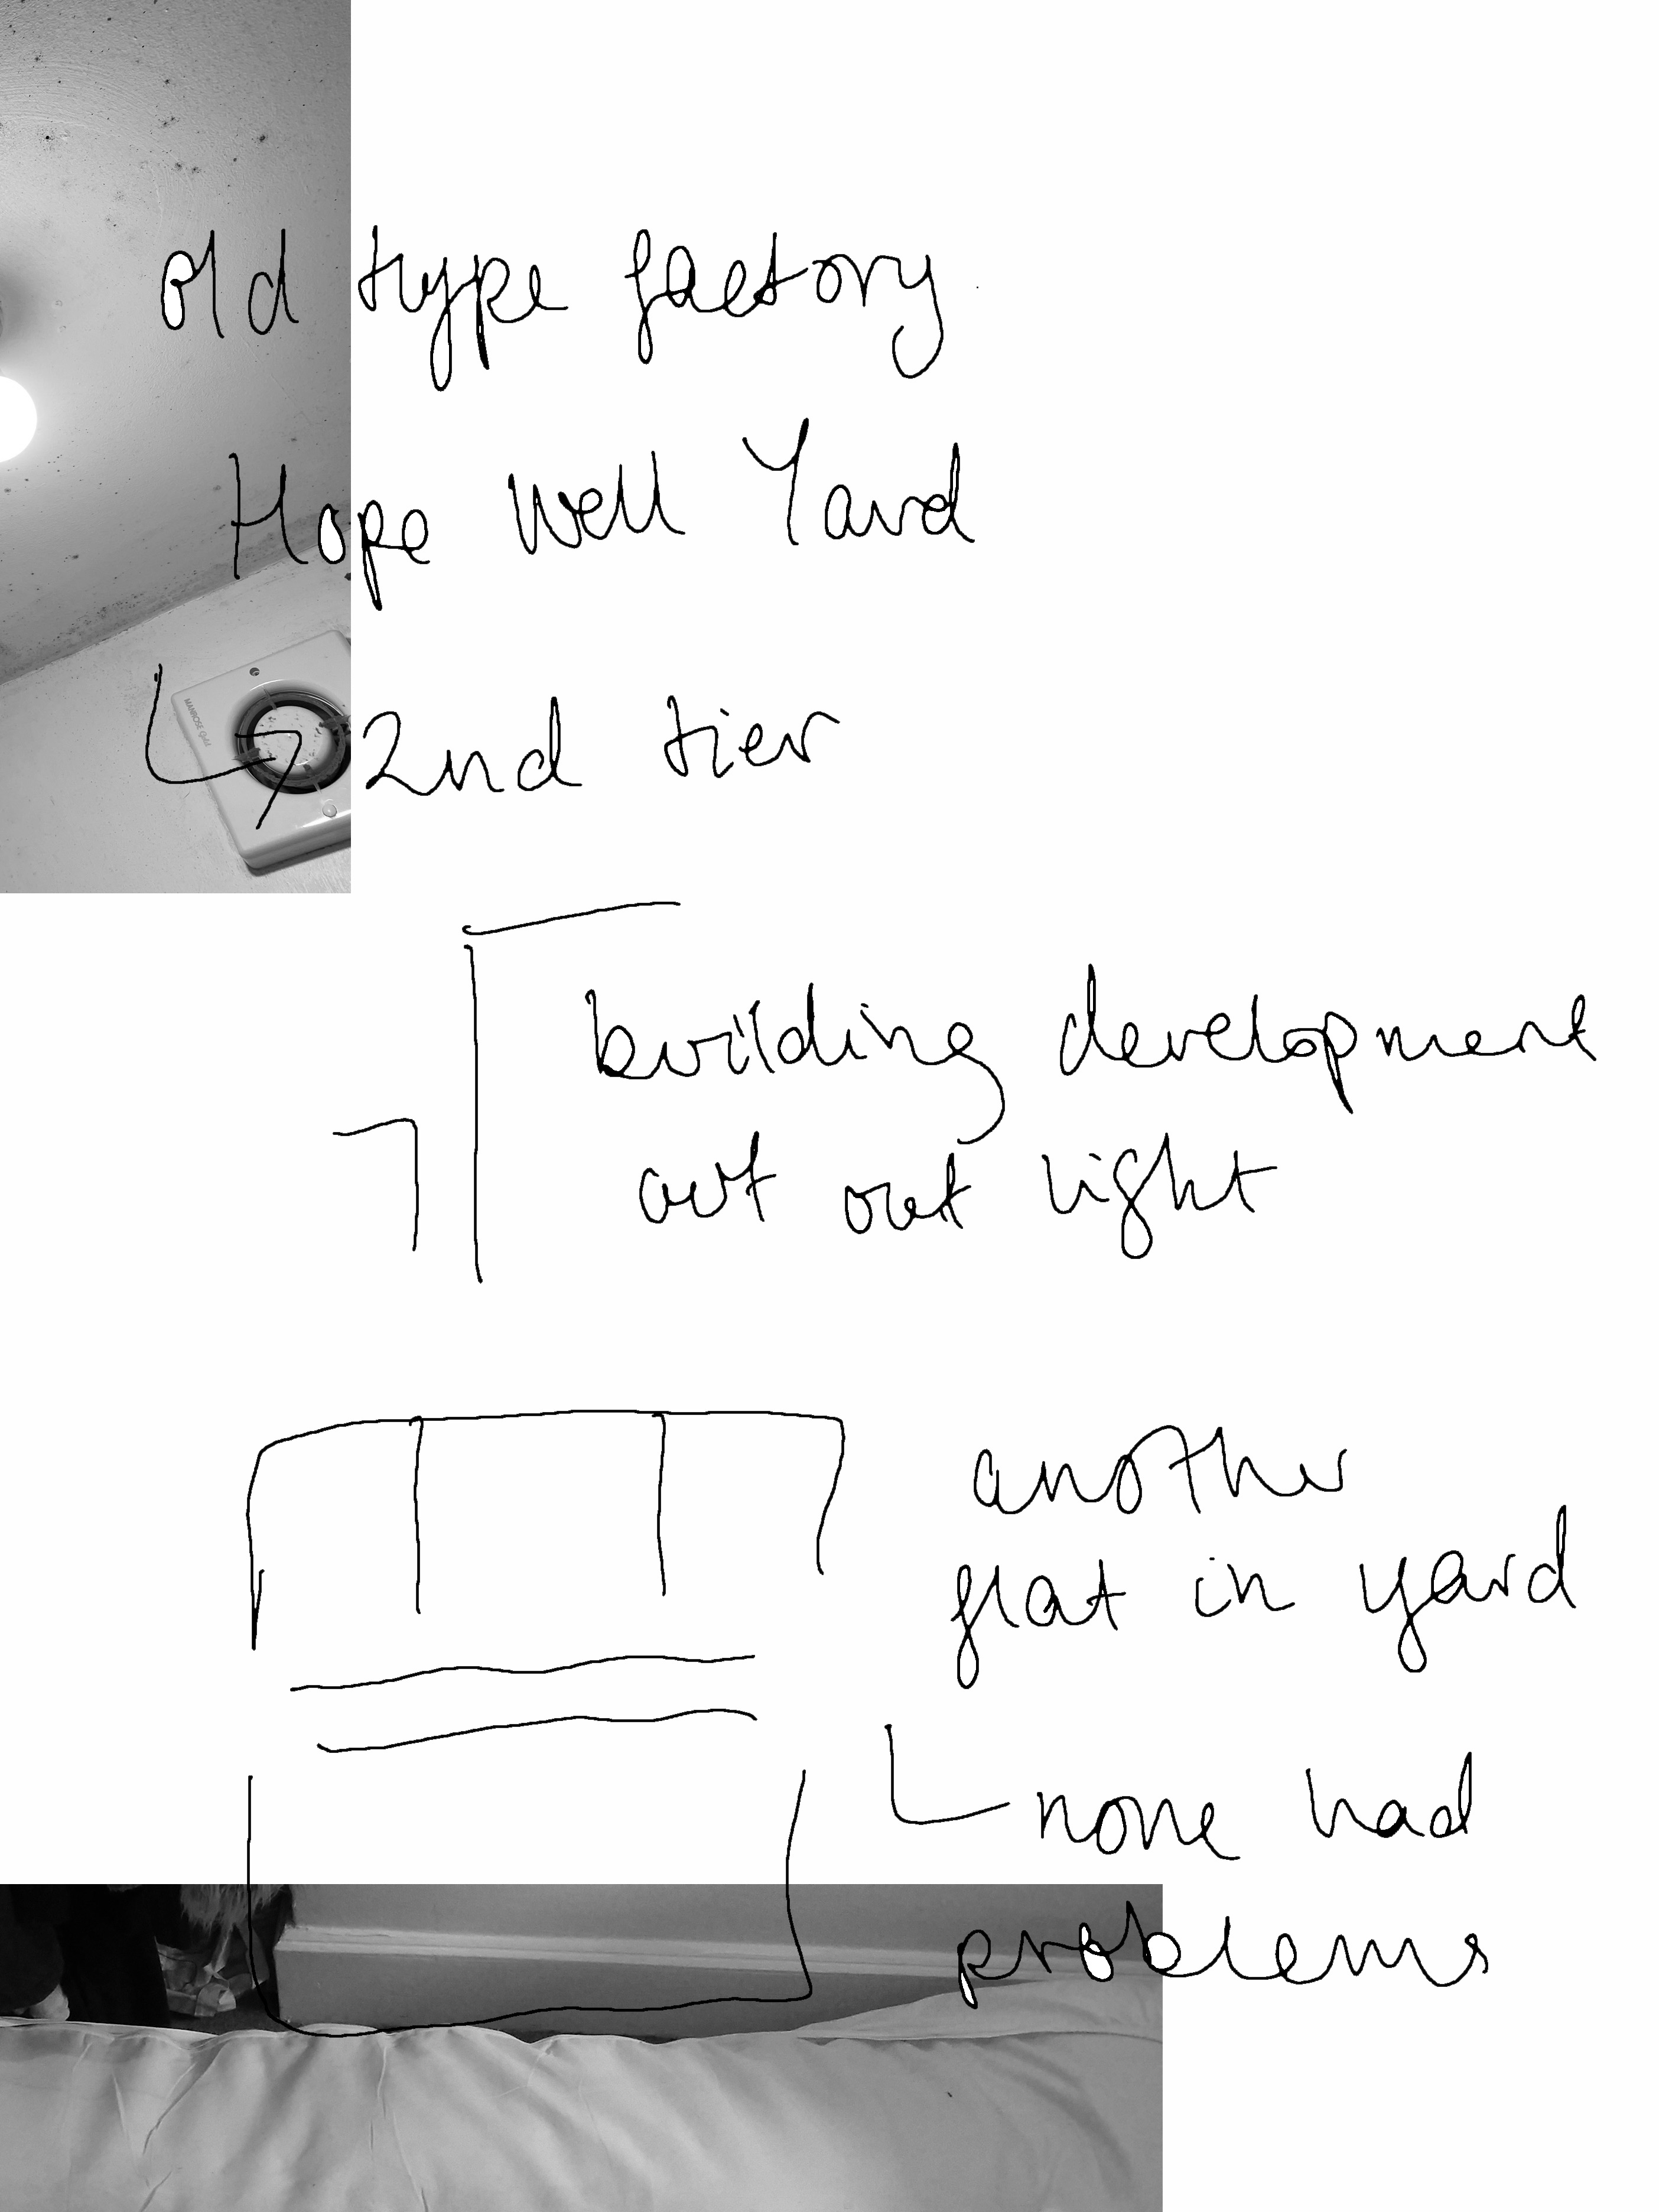 old type factory
Hope Well Yard
MANROSE
2nd tier
building development
cut out light
another
flat in yard
none had
problems